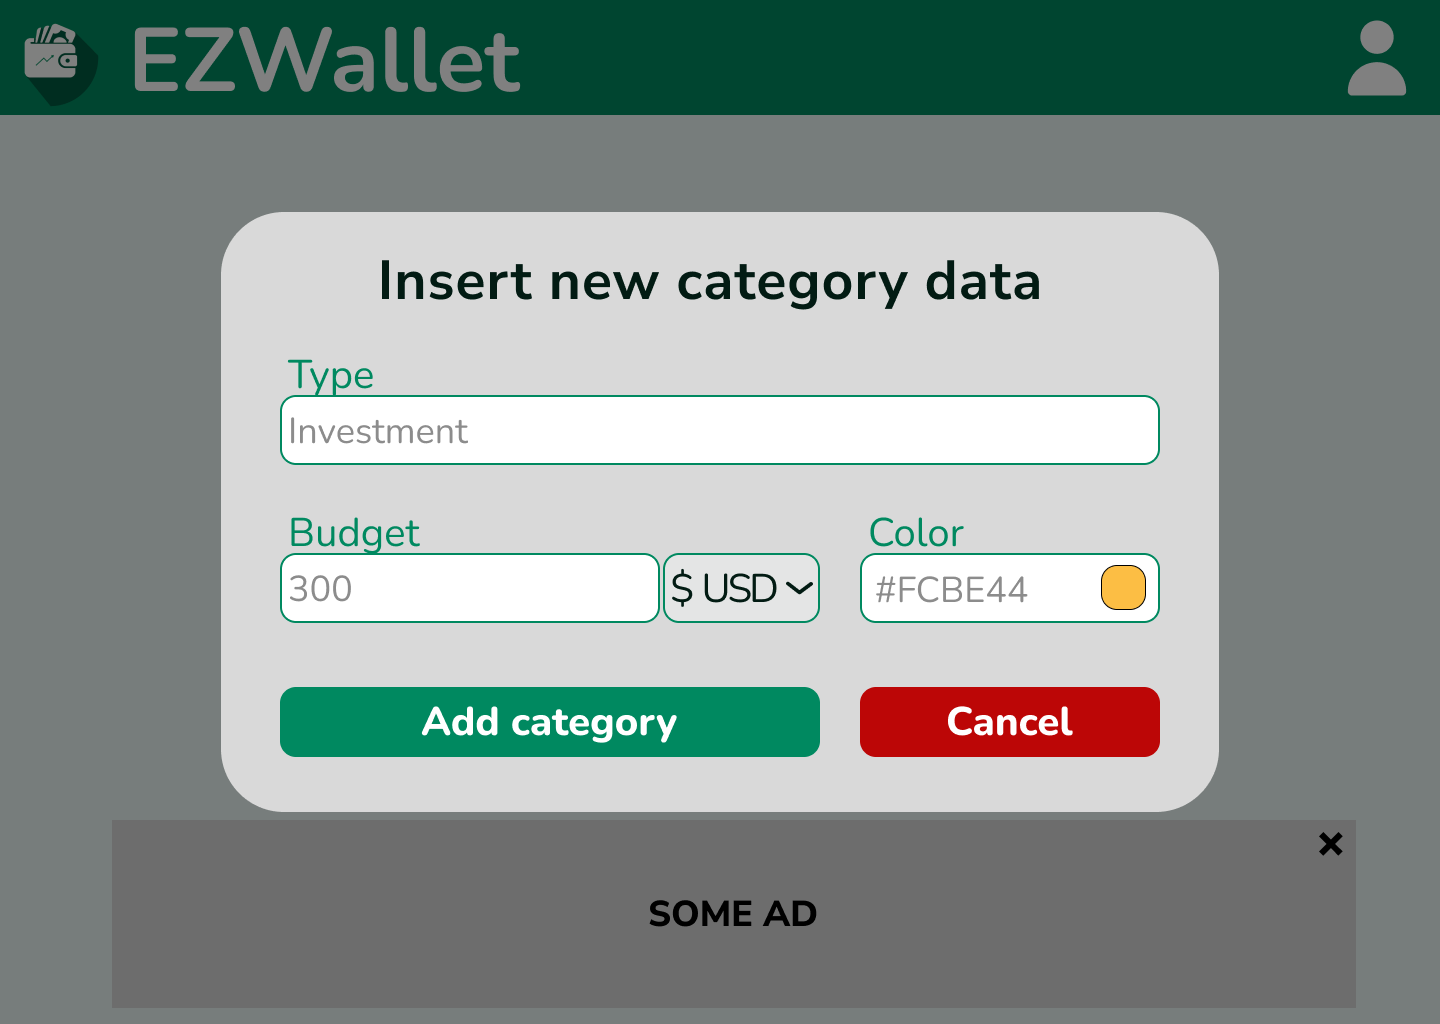 EZWallet
Insert new category data
Type
Investment
Budget
Color
300
$ USD
#FCBE44
Add category
Cancel
SOME AD